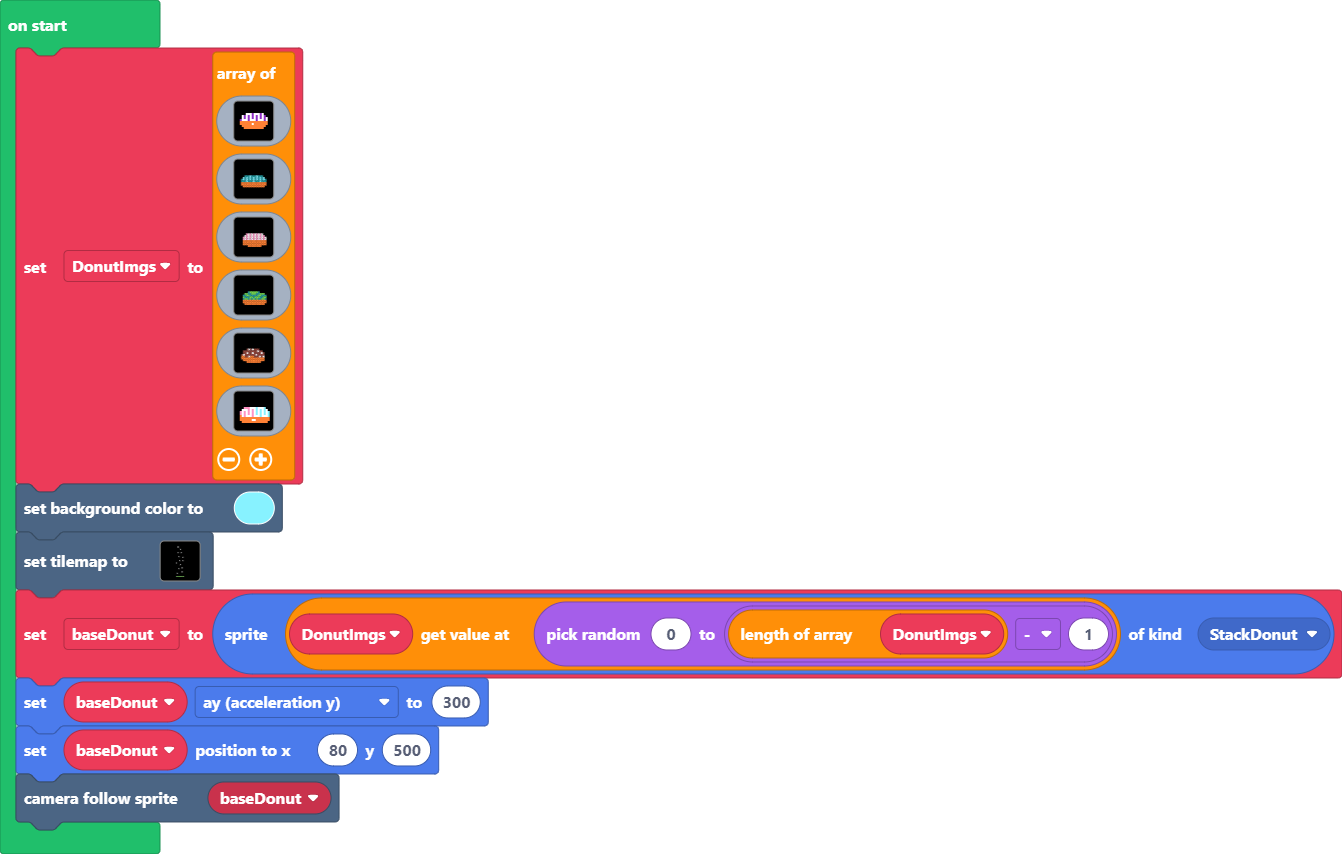 on start
array of
set DonutImgs to
set background color to
set tilemap to
set baseDonut to sprite DonutImgs get value at pick random 0 to length of array DonutImgs - 1 of kind StackDonut
set baseDonut ay (acceleration y) to 300
set baseDonut position to x 80 y 500
camera follow sprite baseDonut